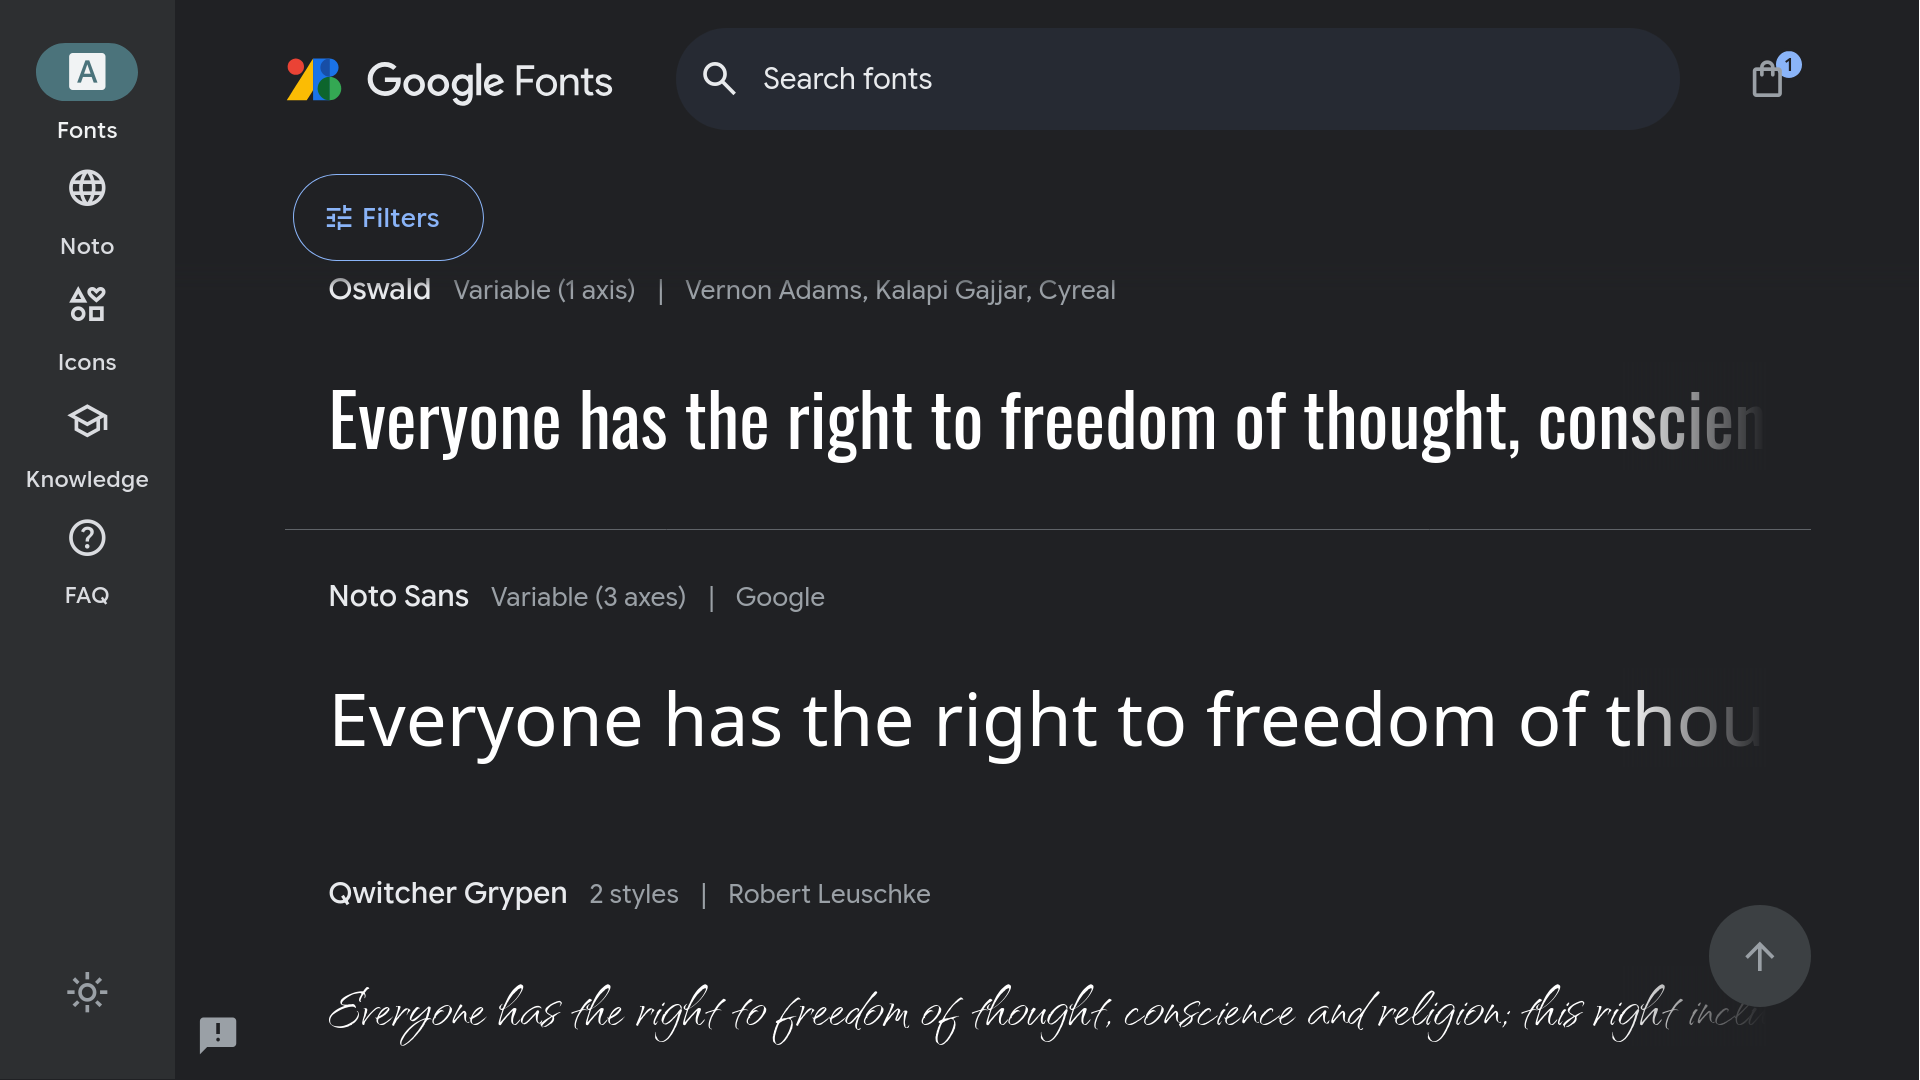 Fonts
Noto
Icons
Knowledge
FAQ
Google Fonts
Search fonts
1
Filters
Oswald Variable (1 axis) | Vernon Adams, Kalapi Gajjar, Cyreal
Everyone has the right to freedom of thought, conscien
Noto Sans Variable (3 axes) | Google
Everyone has the right to freedom of thou
Qwitcher Grypen 2 styles | Robert Leuschke
Everyone has the right to freedom of thought, conscience and religion; this right inclu